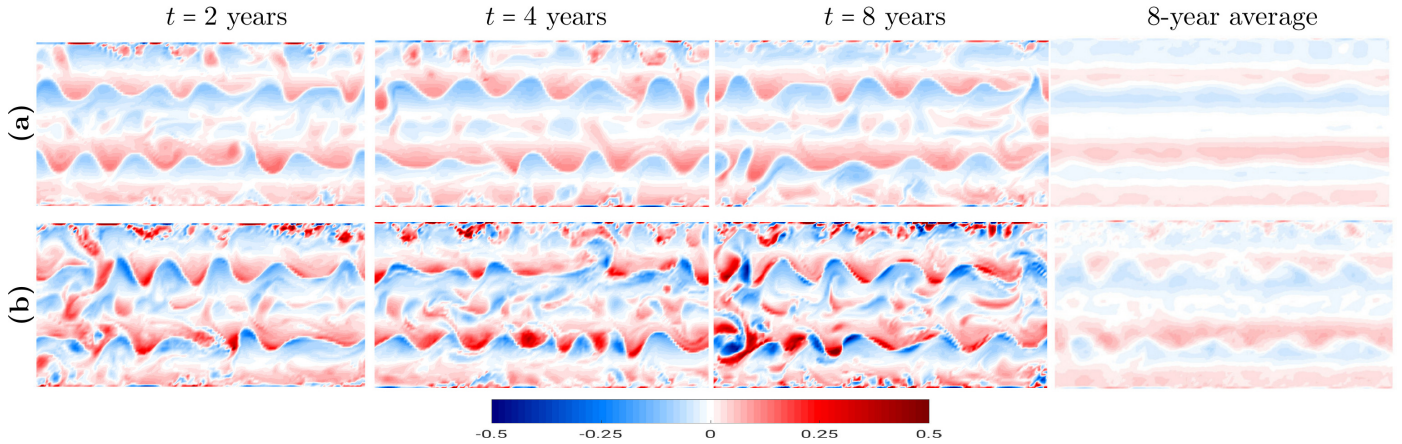 t = 2 years t = 4 years t = 8 years 8-year average
(a)
(b)
-0.5 -0.25 0 0.25 0.5